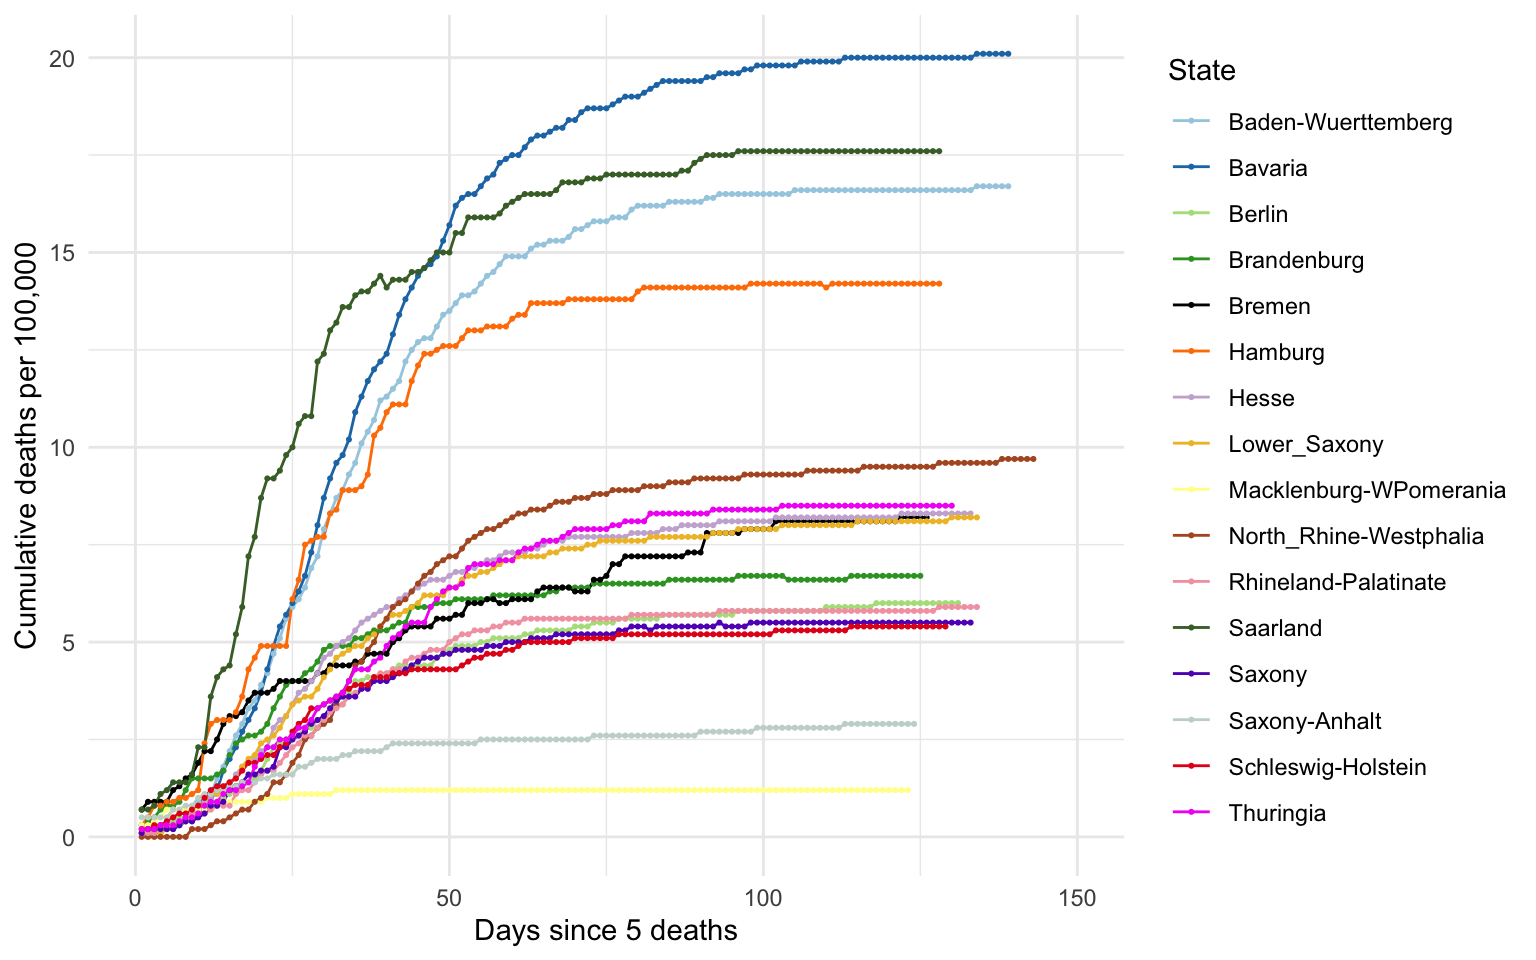 20
15
10
5
0
Cumulative deaths per 100,000
0
50
100
150
Days since 5 deaths
State
Baden-Wuerttemberg
Bavaria
Berlin
Brandenburg
Bremen
Hamburg
Hesse
Lower_Saxony
Macklenburg-WPomerania
North_Rhine-Westphalia
Rhineland-Palatinate
Saarland
Saxony
Saxony-Anhalt
Schleswig-Holstein
Thuringia